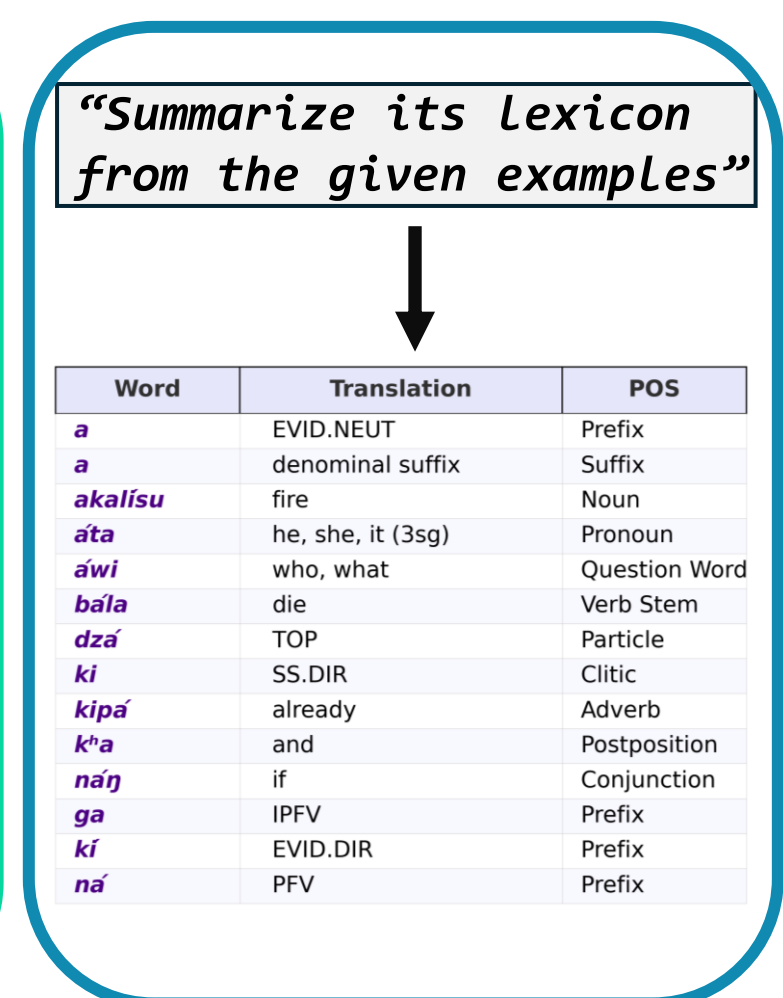 “Summarize its lexicon
from the given examples”
Word Translation POS
a EVID.NEUT Prefix
a denominal suffix Suffix
akalísu fire Noun
áta he, she, it (3sg) Pronoun
áwi who, what Question Word
bála die Verb Stem
dzá TOP Particle
ki SS.DIR Clitic
kipá already Adverb
kʰa and Postposition
náŋ if Conjunction
ga IPFV Prefix
kí EVID.DIR Prefix
ná PFV Prefix